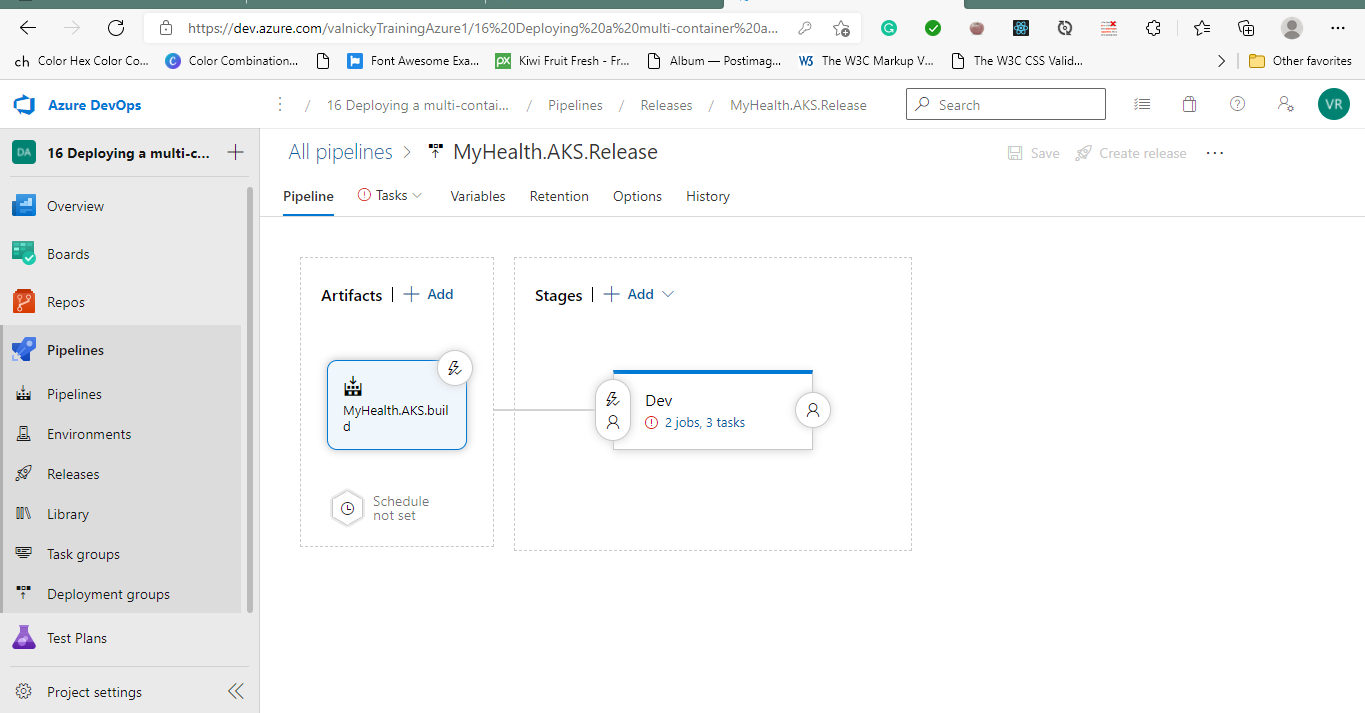 https://dev.azure.com/valnickyTrainingAzure1/16%20Deploying%20a%20multi-container%20a...
ch Color Hex Color Co...
C Color Combination...
Font Awesome Exa...
PX Kiwi Fruit Fresh - Fr...
Album — Postimag...
W3 The W3C Markup V...
The W3C CSS Valid...
Other favorites
Azure DevOps
/ 16 Deploying a multi-contai... / Pipelines / Releases / MyHealth.AKS.Release
Search
VR
DA 16 Deploying a multi-c...
Overview
Boards
Repos
Pipelines
Pipelines
Environments
Releases
Library
Task groups
Deployment groups
Test Plans
Project settings
All pipelines > MyHealth.AKS.Release
Save
Create release
Pipeline
Tasks
Variables
Retention
Options
History
Artifacts | + Add
MyHealth.AKS.buil
d
Schedule
not set
Stages | + Add
Dev
2 jobs, 3 tasks